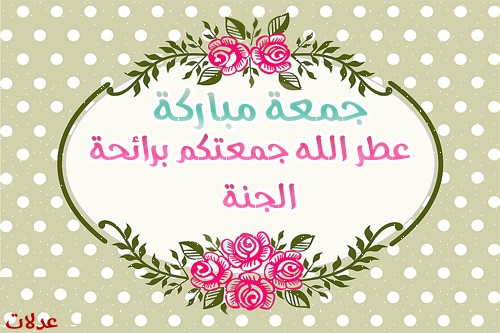 جمعة مباركة
عطر الله جمعتكم برائحة
الجنة
عدلات